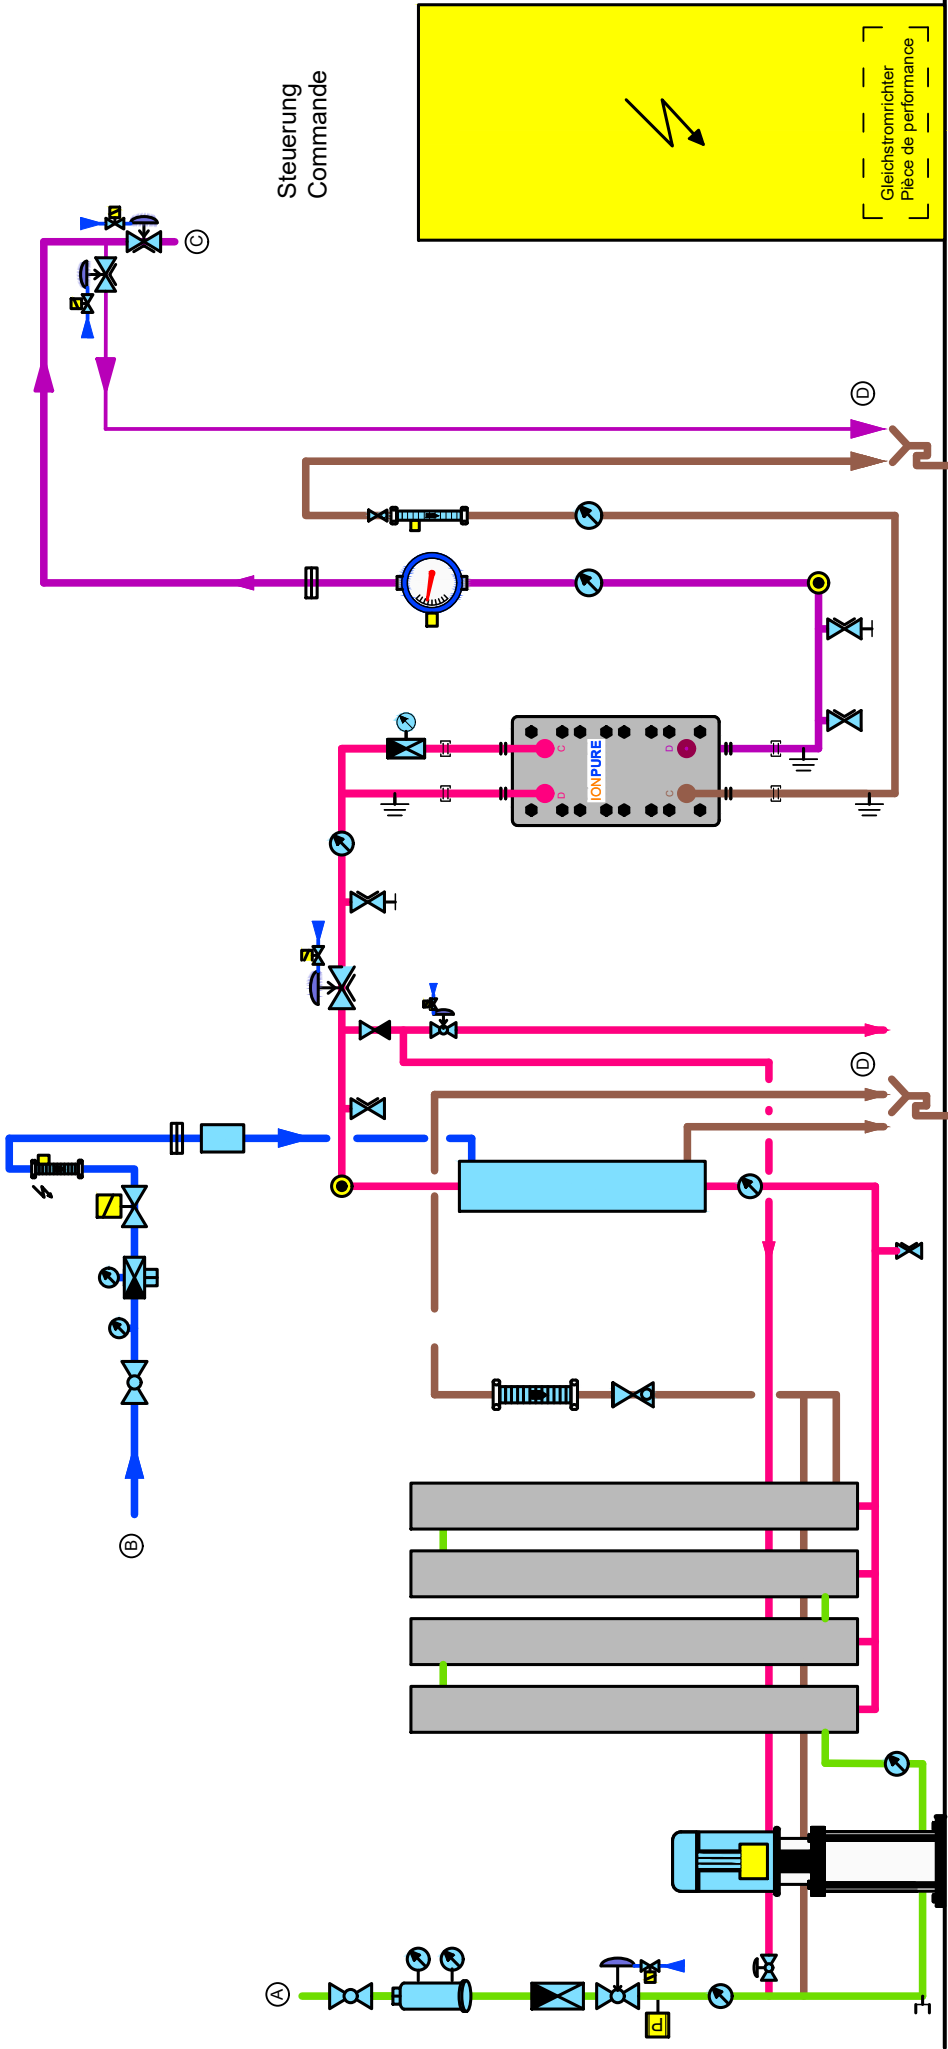 Steuerung
Commande
Gleichstromrichter
Pièce de performance
C
D
C
D
IONPURE
D
C
D
B
A
P